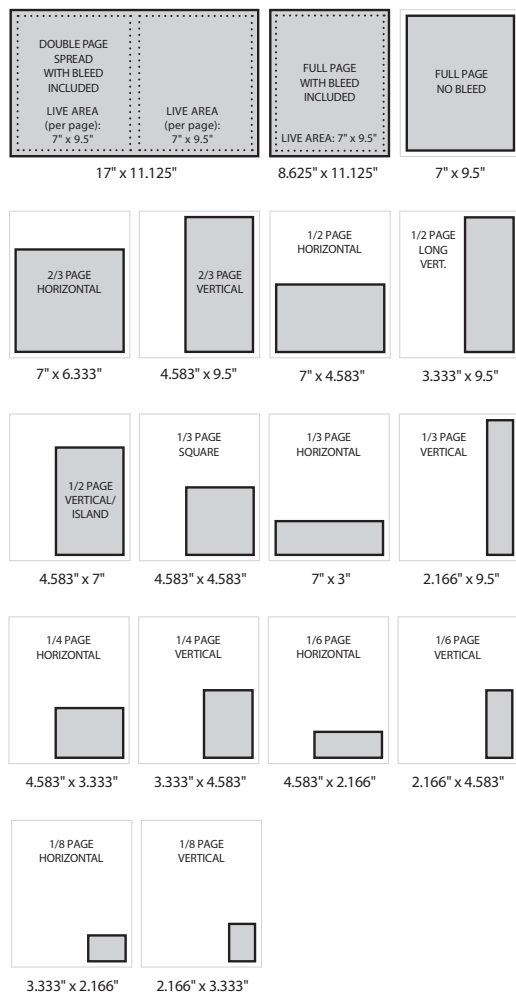 DOUBLE PAGE
SPREAD
WITH BLEED
INCLUDED
LIVE AREA
(per page):
7" x 9.5"
LIVE AREA
(per page):
7" x 9.5"
17" x 11.125"
FULL PAGE
WITH BLEED
INCLUDED
LIVE AREA: 7" x 9.5"
8.625" x 11.125"
FULL PAGE
NO BLEED
7" x 9.5"
2/3 PAGE
HORIZONTAL
7" x 6.333"
2/3 PAGE
VERTICAL
4.583" x 9.5"
1/2 PAGE
HORIZONTAL
7" x 4.583"
1/2 PAGE
LONG
VERT.
3.333" x 9.5"
1/2 PAGE
VERTICAL/
ISLAND
4.583" x 7"
1/3 PAGE
SQUARE
4.583" x 4.583"
1/3 PAGE
HORIZONTAL
7" x 3"
1/3 PAGE
VERTICAL
2.166" x 9.5"
1/4 PAGE
HORIZONTAL
4.583" x 3.333"
1/4 PAGE
VERTICAL
3.333" x 4.583"
1/6 PAGE
HORIZONTAL
4.583" x 2.166"
1/6 PAGE
VERTICAL
2.166" x 4.583"
1/8 PAGE
HORIZONTAL
3.333" x 2.166"
1/8 PAGE
VERTICAL
2.166" x 3.333"